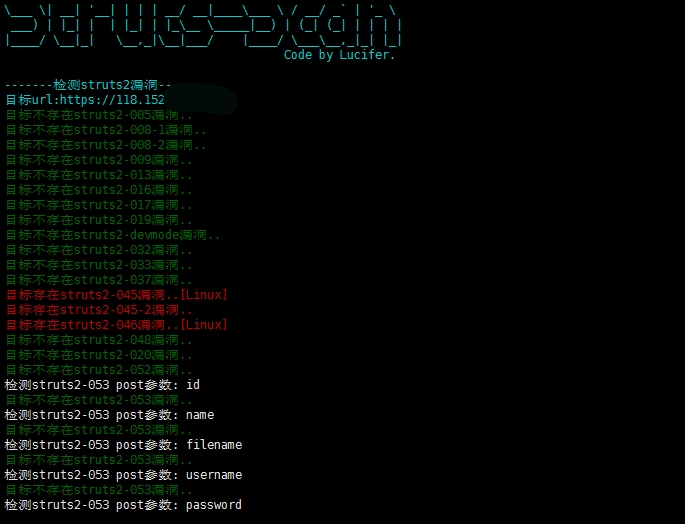 Code by Lucifer.
-------检测struts2漏洞--
目标url:https://118.152
目标不存在struts2-005漏洞..
目标不存在struts2-008-1漏洞..
目标不存在struts2-008-2漏洞..
目标不存在struts2-009漏洞..
目标不存在struts2-013漏洞..
目标不存在struts2-016漏洞..
目标不存在struts2-017漏洞..
目标不存在struts2-019漏洞..
目标不存在struts2-devmode漏洞..
目标不存在struts2-032漏洞..
目标不存在struts2-033漏洞..
目标不存在struts2-037漏洞..
目标存在struts2-045漏洞..[Linux]
目标存在struts2-045-2漏洞..
目标存在struts2-046漏洞..[Linux]
目标不存在struts2-048漏洞..
目标不存在struts2-020漏洞..
目标不存在struts2-052漏洞..
检测struts2-053 post参数: id
目标不存在struts2-053漏洞..
检测struts2-053 post参数: name
目标不存在struts2-053漏洞..
检测struts2-053 post参数: filename
目标不存在struts2-053漏洞..
检测struts2-053 post参数: username
目标不存在struts2-053漏洞..
检测struts2-053 post参数: password